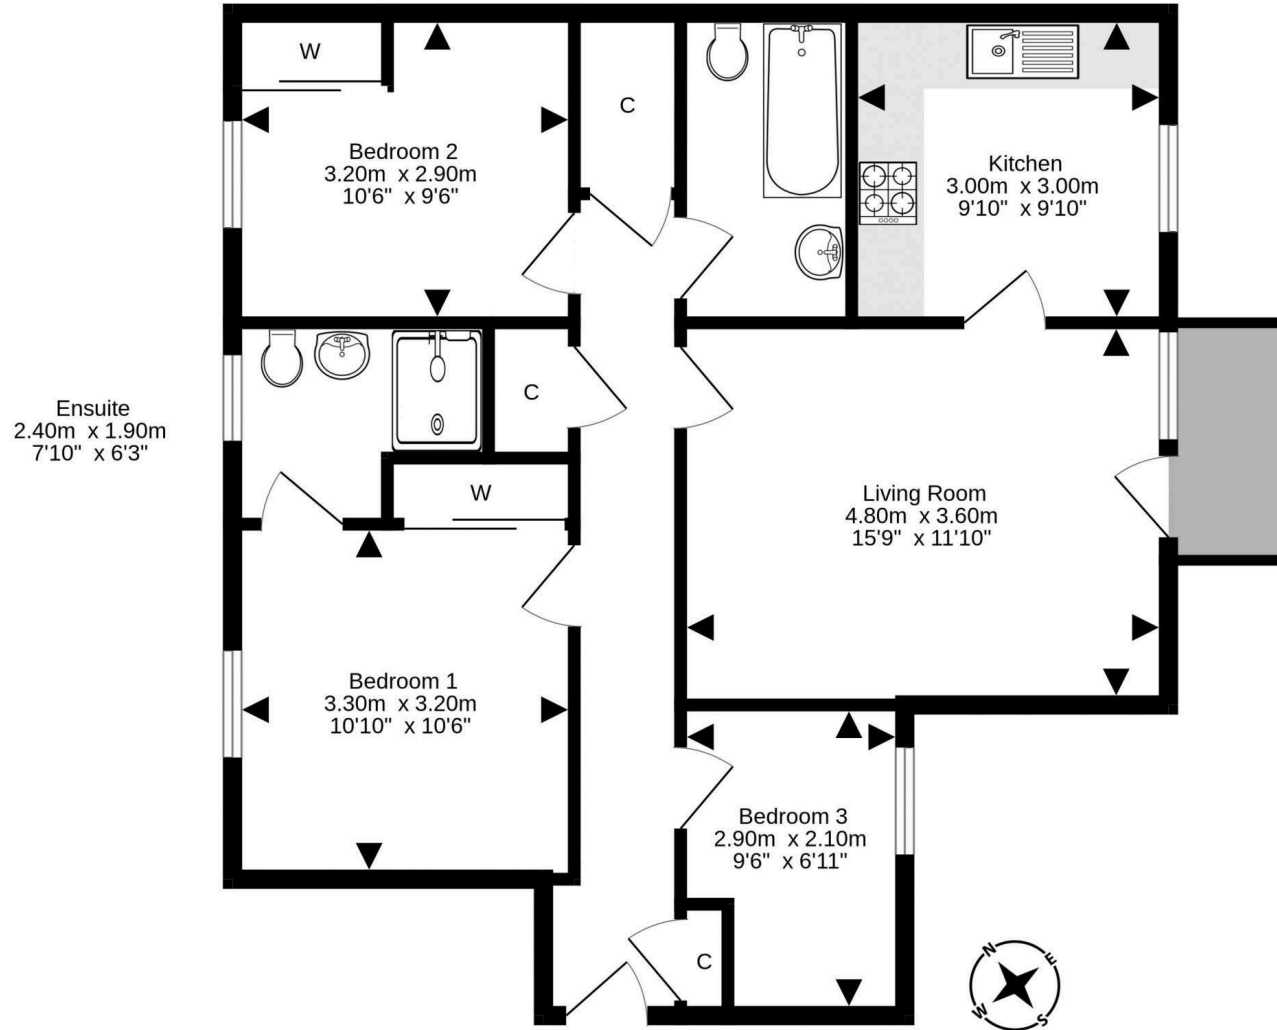 W
Bedroom 2
3.20m x 2.90m
10'6" x 9'6"
C
Kitchen
3.00m x 3.00m
9'10" x 9'10"
Ensuite
2.40m x 1.90m
7'10" x 6'3"
C
W
Living Room
4.80m x 3.60m
15'9" x 11'10"
Bedroom 1
3.30m x 3.20m
10'10" x 10'6"
Bedroom 3
2.90m x 2.10m
9'6" x 6'11"
C
N
E
W
S